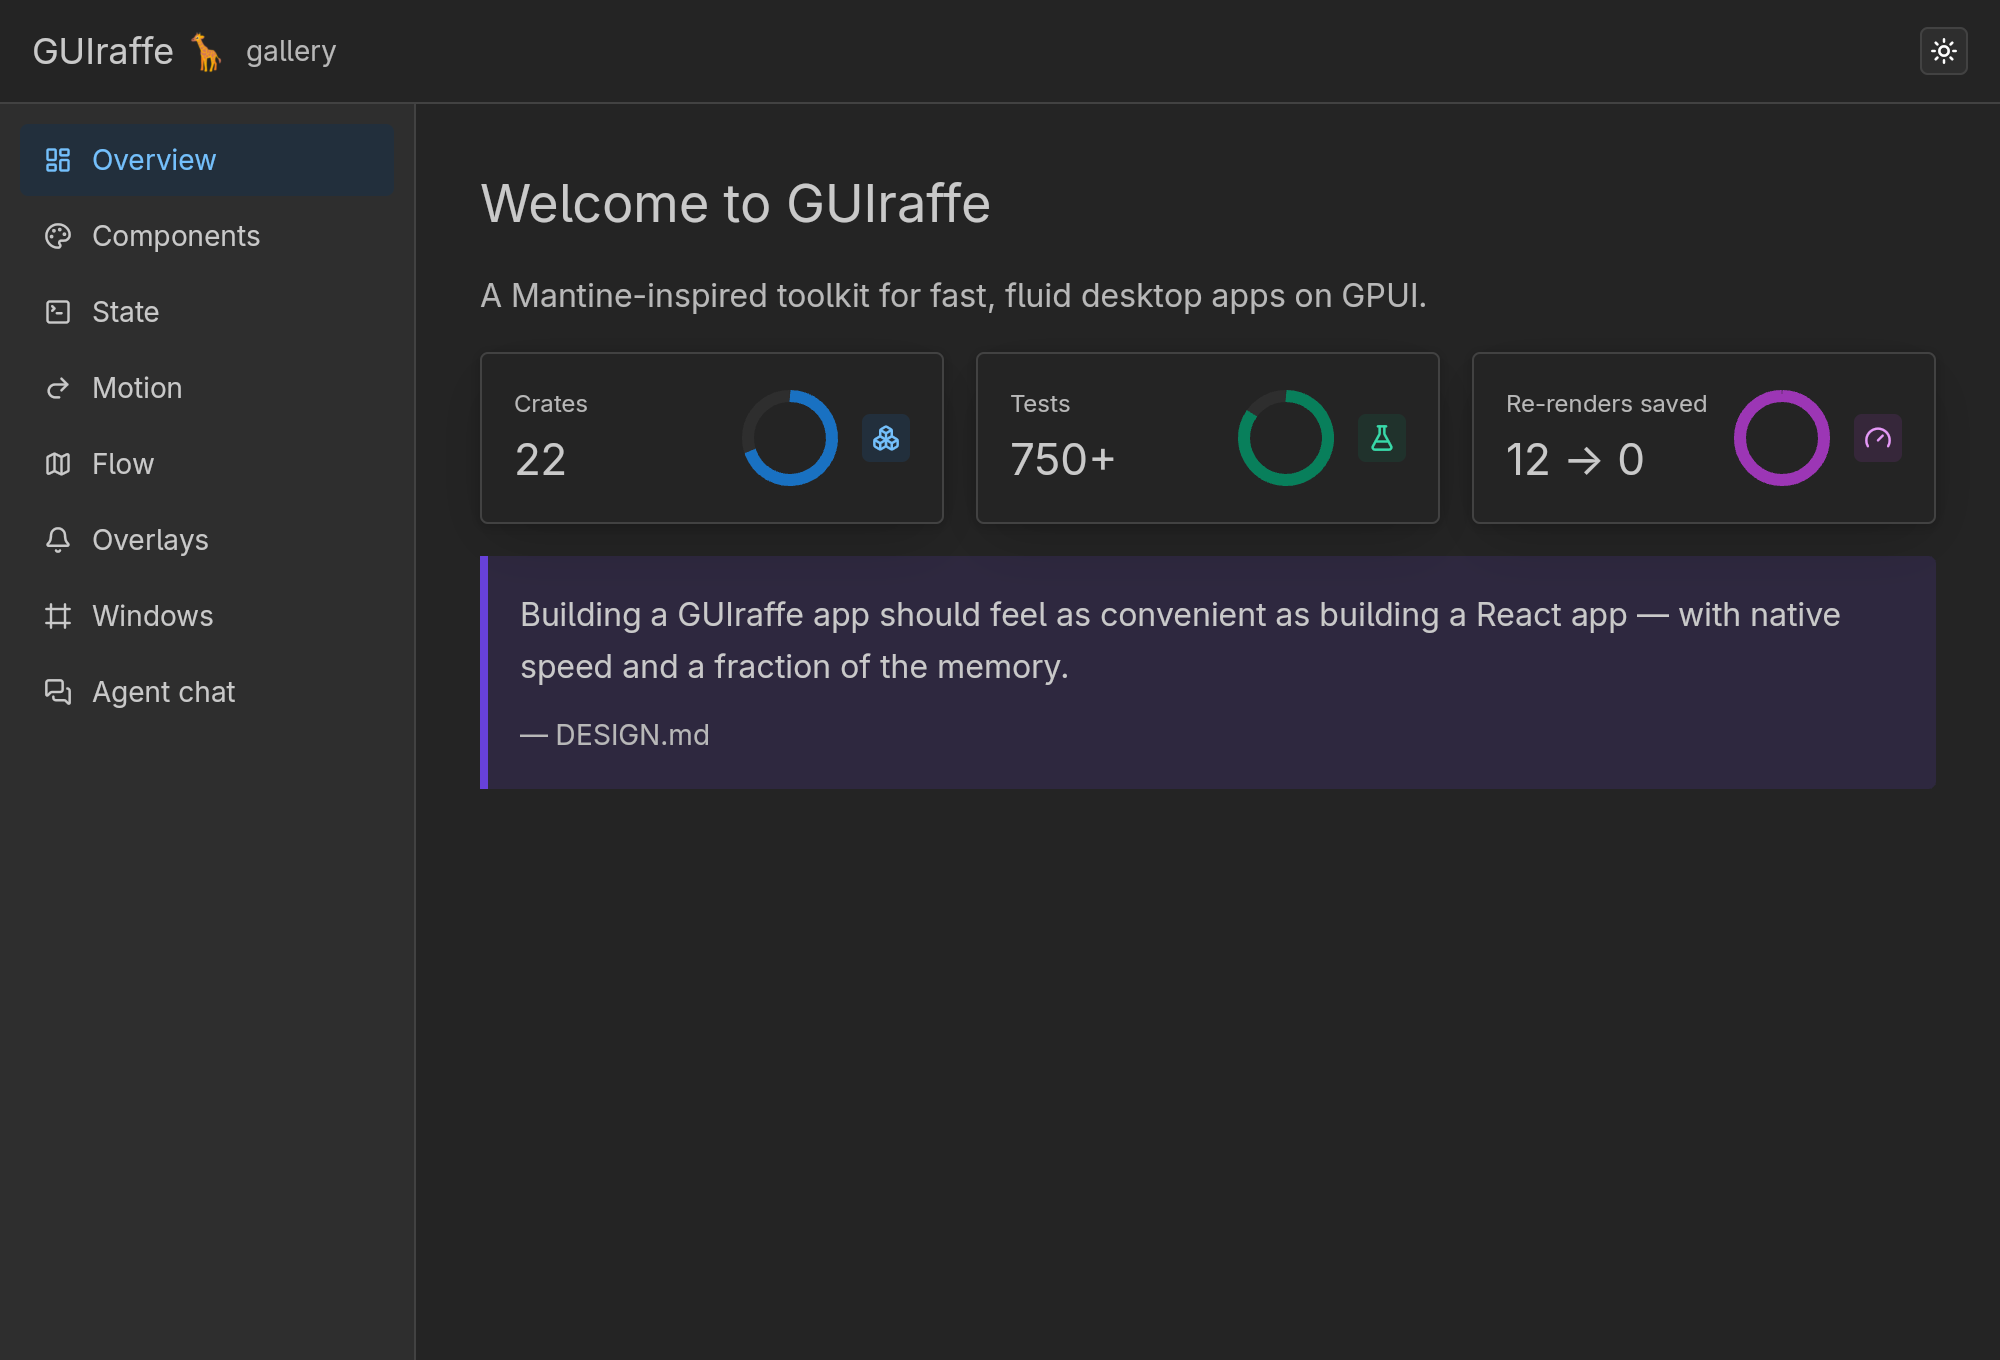 GUIraffe 🦒 gallery
Overview
Components
State
Motion
Flow
Overlays
Windows
Agent chat
Welcome to GUIraffe
A Mantine-inspired toolkit for fast, fluid desktop apps on GPUI.
Crates
22
Tests
750+
Re-renders saved
12 → 0
Building a GUIraffe app should feel as convenient as building a React app — with native
speed and a fraction of the memory.
— DESIGN.md